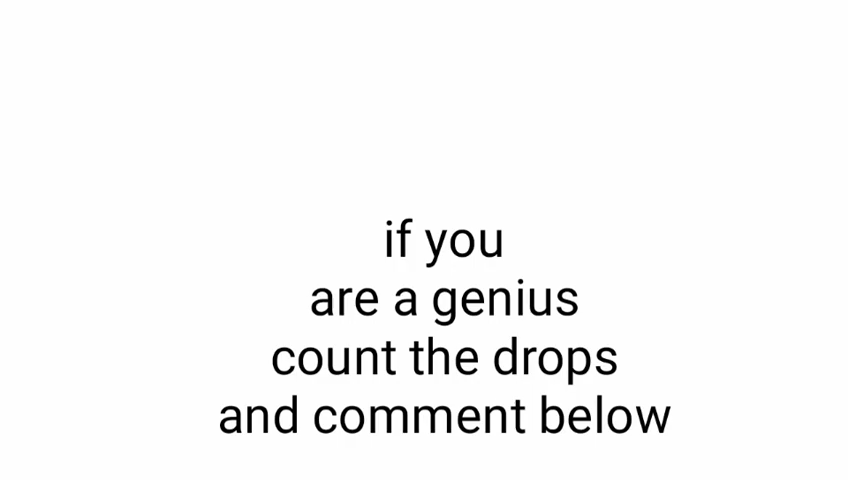 if you
are a genius
count the drops
and comment below